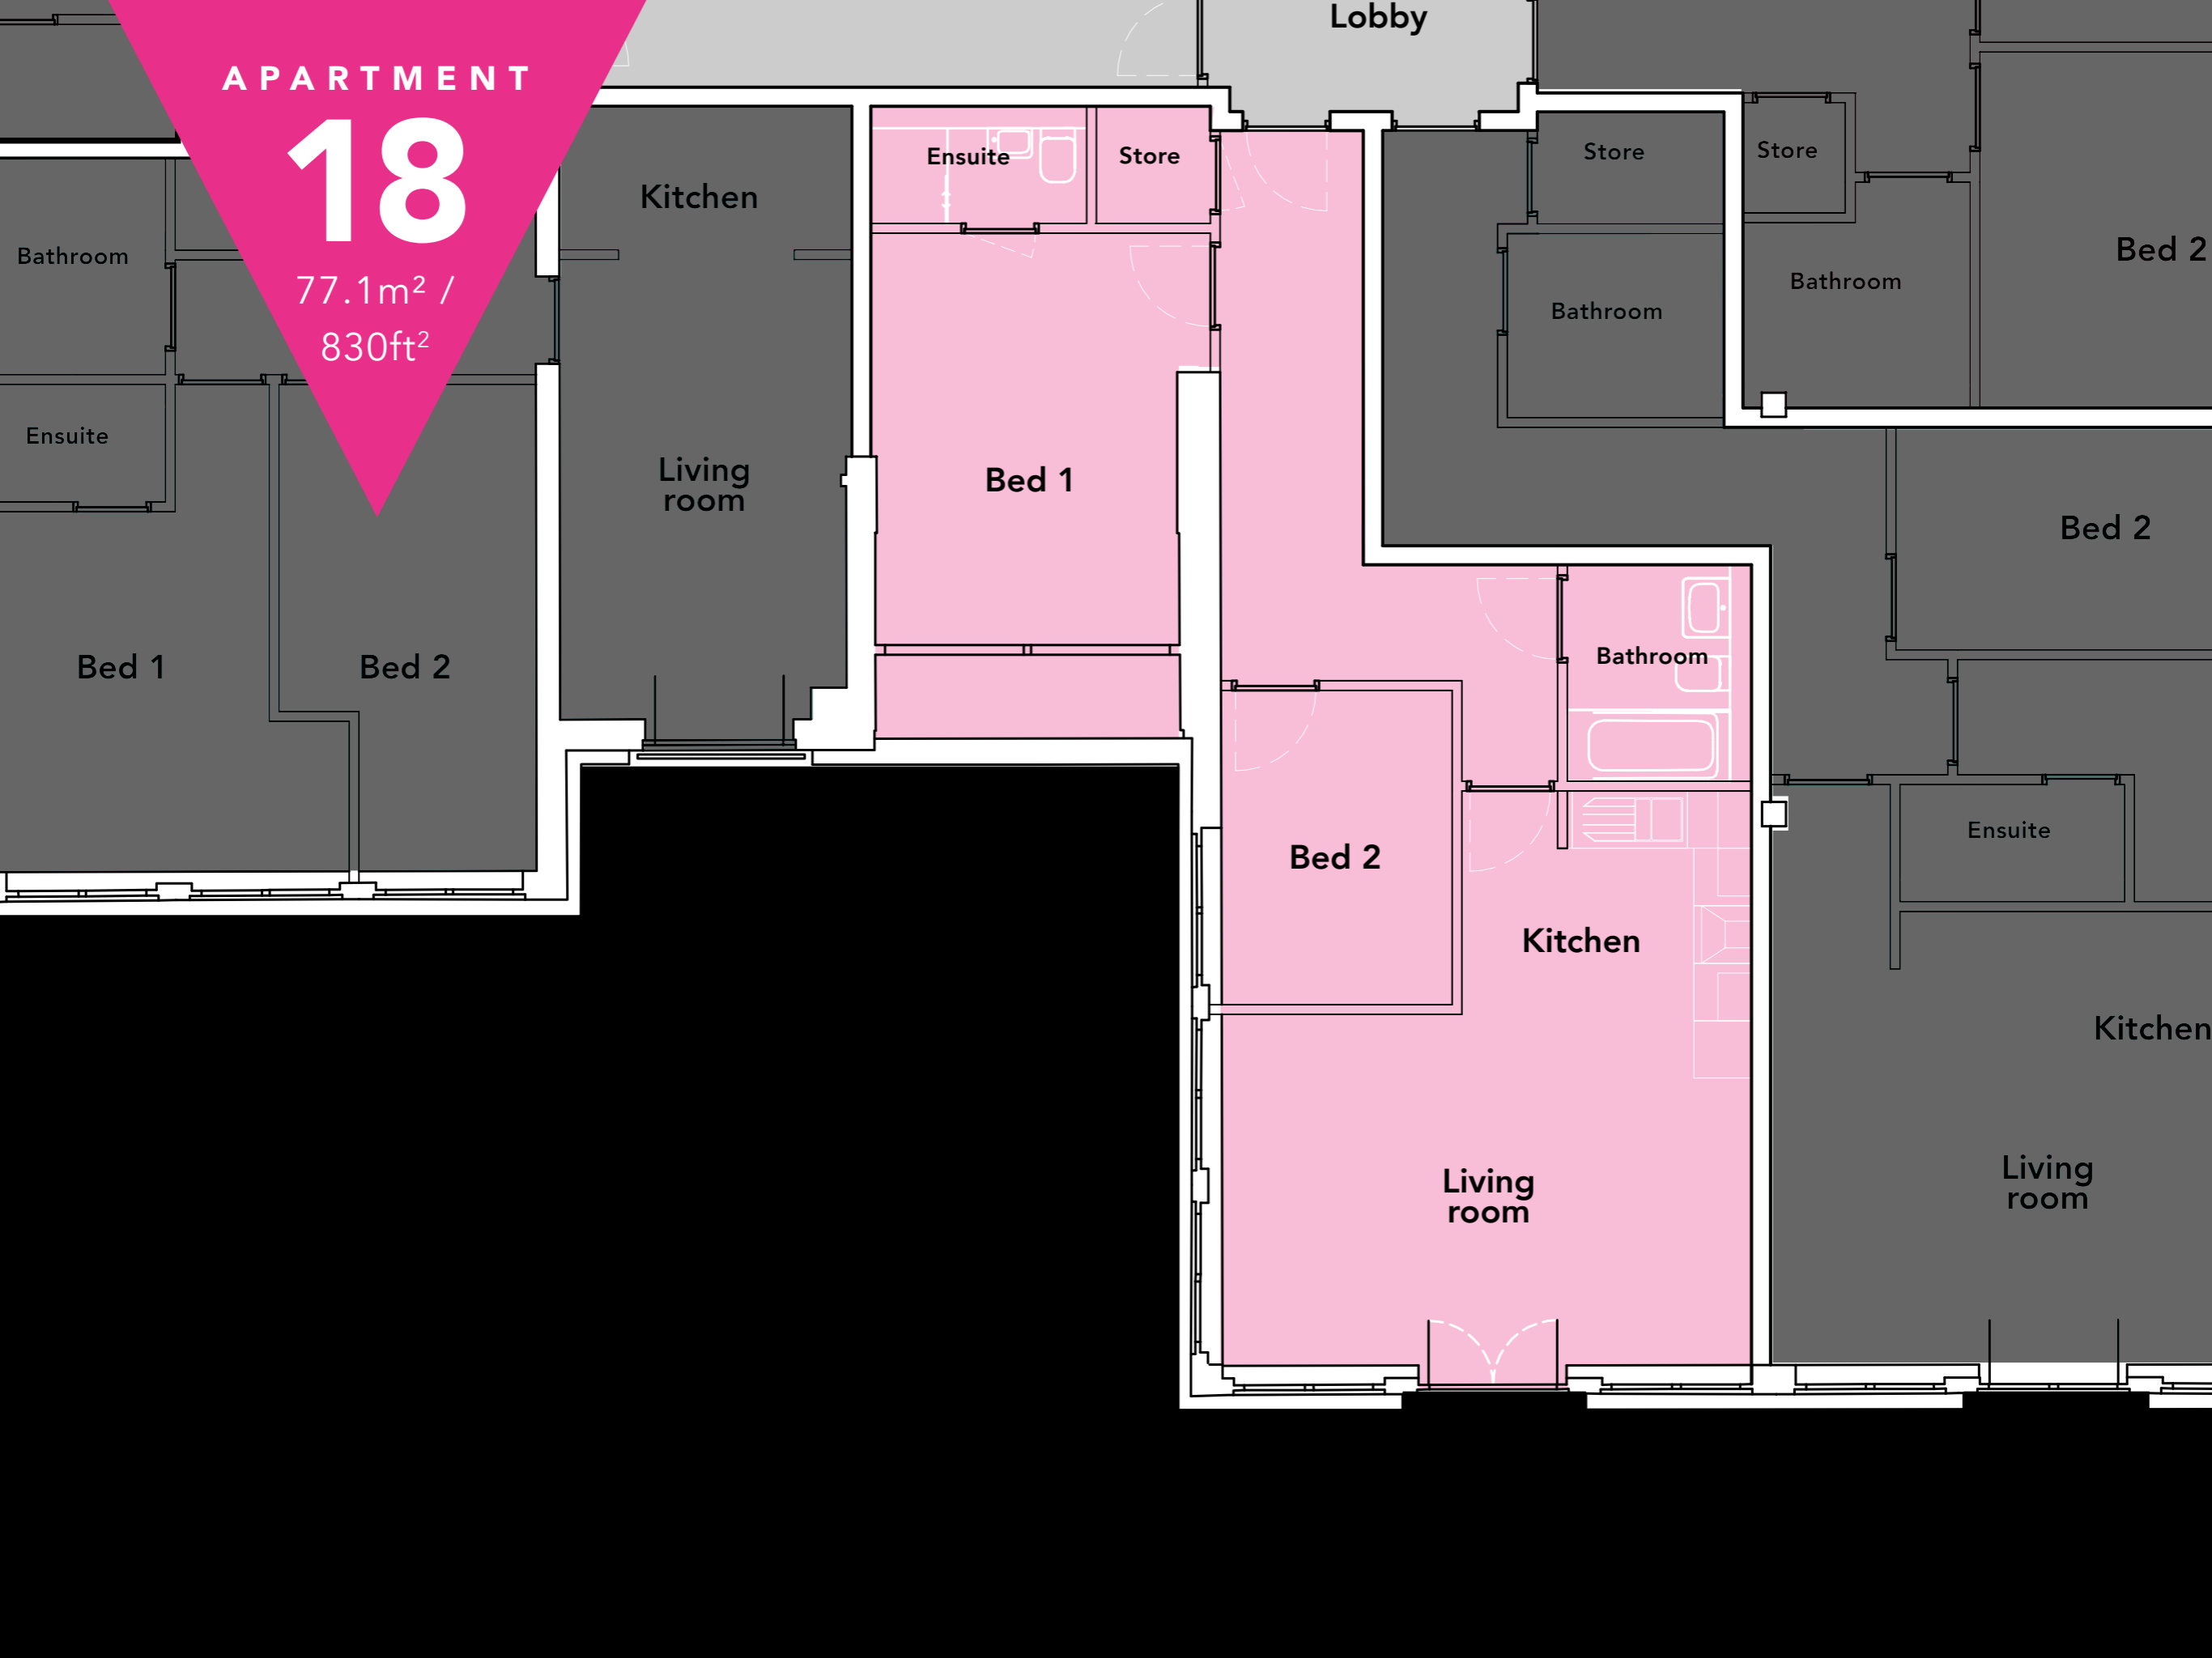 Lobby
APARTMENT
18
77.1m² /
830ft²
Kitchen
Ensuite
Store
Store
Store
Bathroom
Bed 2
Bathroom
Bathroom
Ensuite
Living
room
Bed 1
Bed 2
Bed 1
Bed 2
Bathroom
Ensuite
Bed 2
Kitchen
Kitchen
Living
room
Living
room